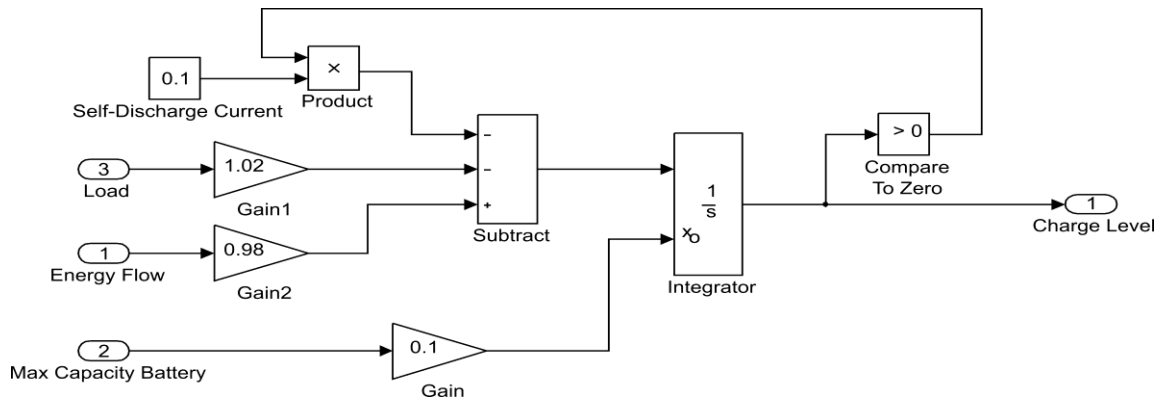 ×
0.1
Product
Self-Discharge Current
> 0
Compare
To Zero
−
−
+
Subtract
3
Load
1.02
Gain1
1
Energy Flow
0.98
Gain2
1
s
xo
Integrator
1
Charge Level
2
Max Capacity Battery
0.1
Gain